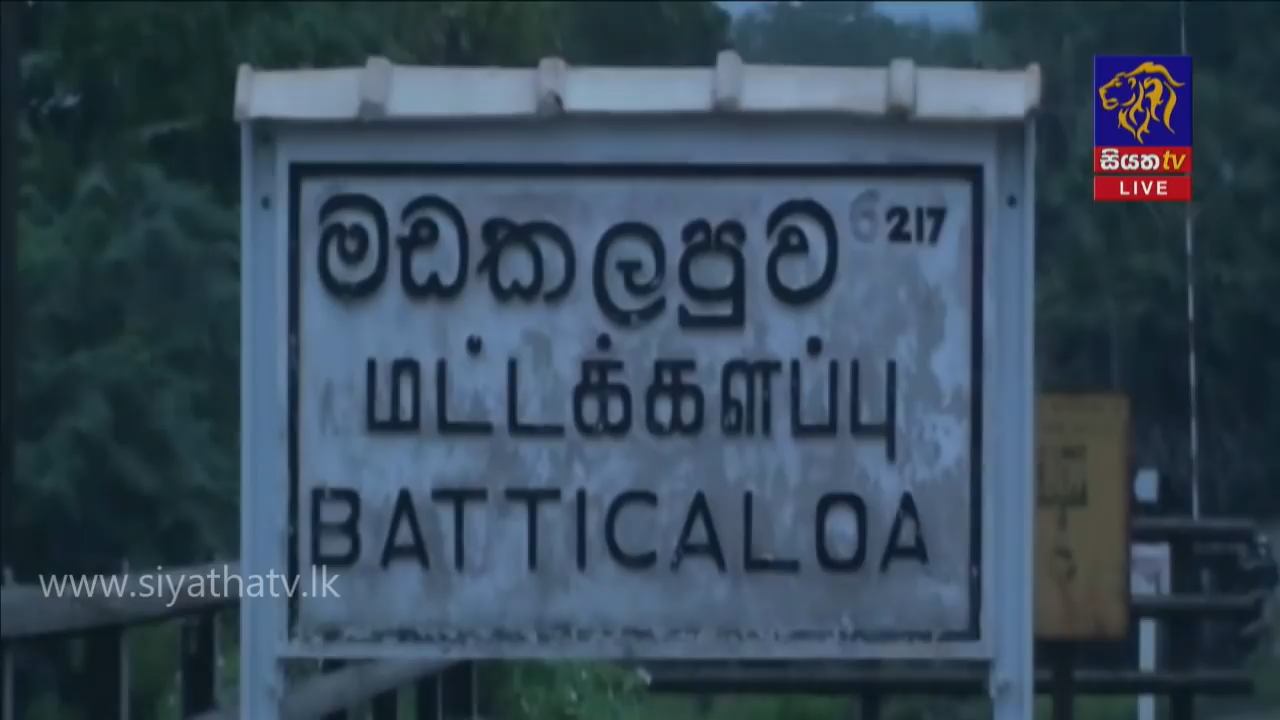 මඩකලපුව 217
மட்டக்களப்பு
BATTICALOA
සියත tv
LIVE
www.siyathatv.lk